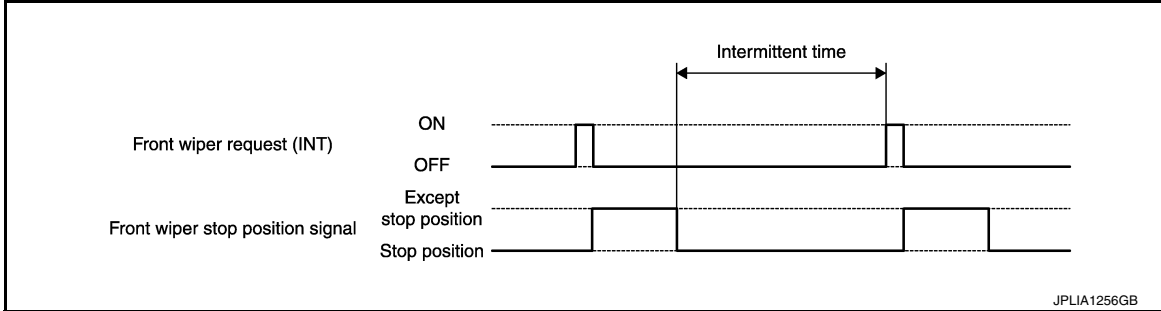 Intermittent time
Front wiper request (INT)
ON
OFF
Front wiper stop position signal
Except
stop position
Stop position
JPLIA1256GB